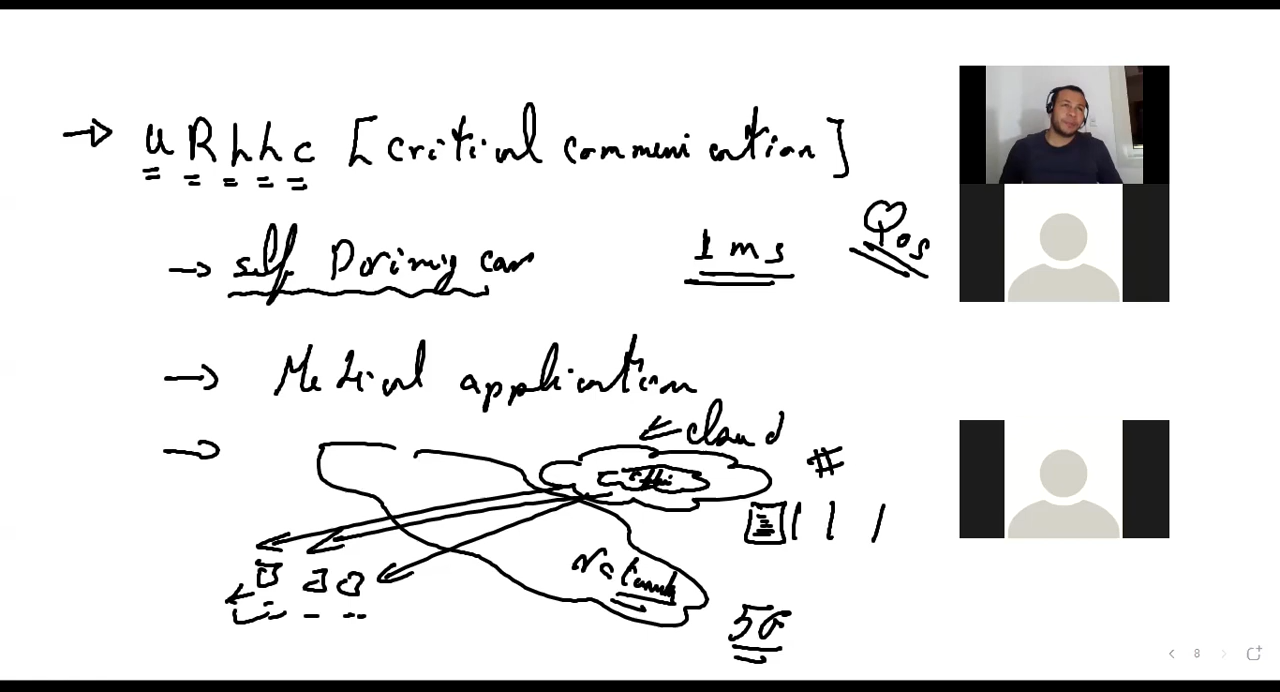 → URLLC [critical communication]
→ self Driving car 1 ms QoS
→ Medical application
→ cloud
#
Network
5G
8